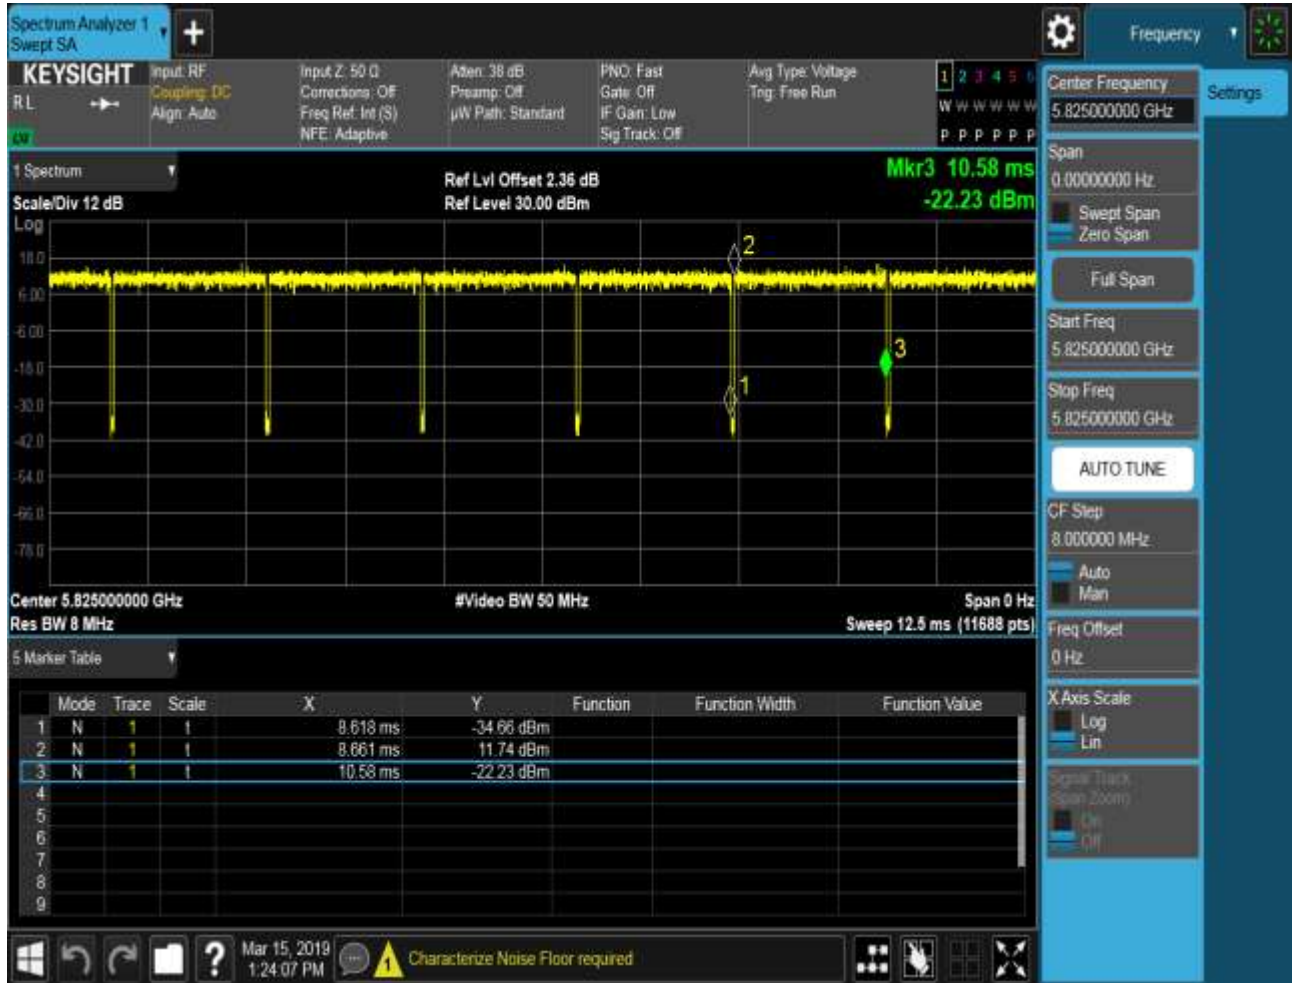 Spectrum Analyzer 1
Swept SA
Frequency
KEYSIGHT
RL
Input: RF
Coupling: DC
Align: Auto
Input Z: 50 Ω
Corrections: Off
Freq Ref: Int (S)
NFE: Adaptive
Atten: 38 dB
Preamp: Off
µW Path: Standard
PNO: Fast
Gate: Off
IF Gain: Low
Sig Track: Off
Avg Type: Voltage
Trig: Free Run
1 2 3 4 5 6
W W W W W W
P P P P P P
1 Spectrum
Scale/Div 12 dB
Ref Lvl Offset 2.36 dB
Ref Level 30.00 dBm
Mkr3 10.58 ms
-22.23 dBm
Log
18.0
6.00
-6.00
-18.0
-30.0
-42.0
-54.0
-66.0
-78.0
2
3
1
Center 5.825000000 GHz
#Video BW 50 MHz
Span 0 Hz
Res BW 8 MHz
Sweep 12.5 ms (11688 pts)
5 Marker Table
Mode Trace Scale X Y Function Function Width Function Value
1 N 1 t 8.618 ms -34.66 dBm
2 N 1 t 8.661 ms 11.74 dBm
3 N 1 t 10.58 ms -22.23 dBm
4
5
6
7
8
9
Mar 15, 2019
1:24:07 PM
?
1
Characterize Noise Floor required
Center Frequency
5.825000000 GHz
Settings
Span
0.00000000 Hz
Swept Span
Zero Span
Full Span
Start Freq
5.825000000 GHz
Stop Freq
5.825000000 GHz
AUTO TUNE
CF Step
8.000000 MHz
Auto
Man
Freq Offset
0 Hz
X Axis Scale
Log
Lin
Signal Track
(Span Zoom)
On
Off